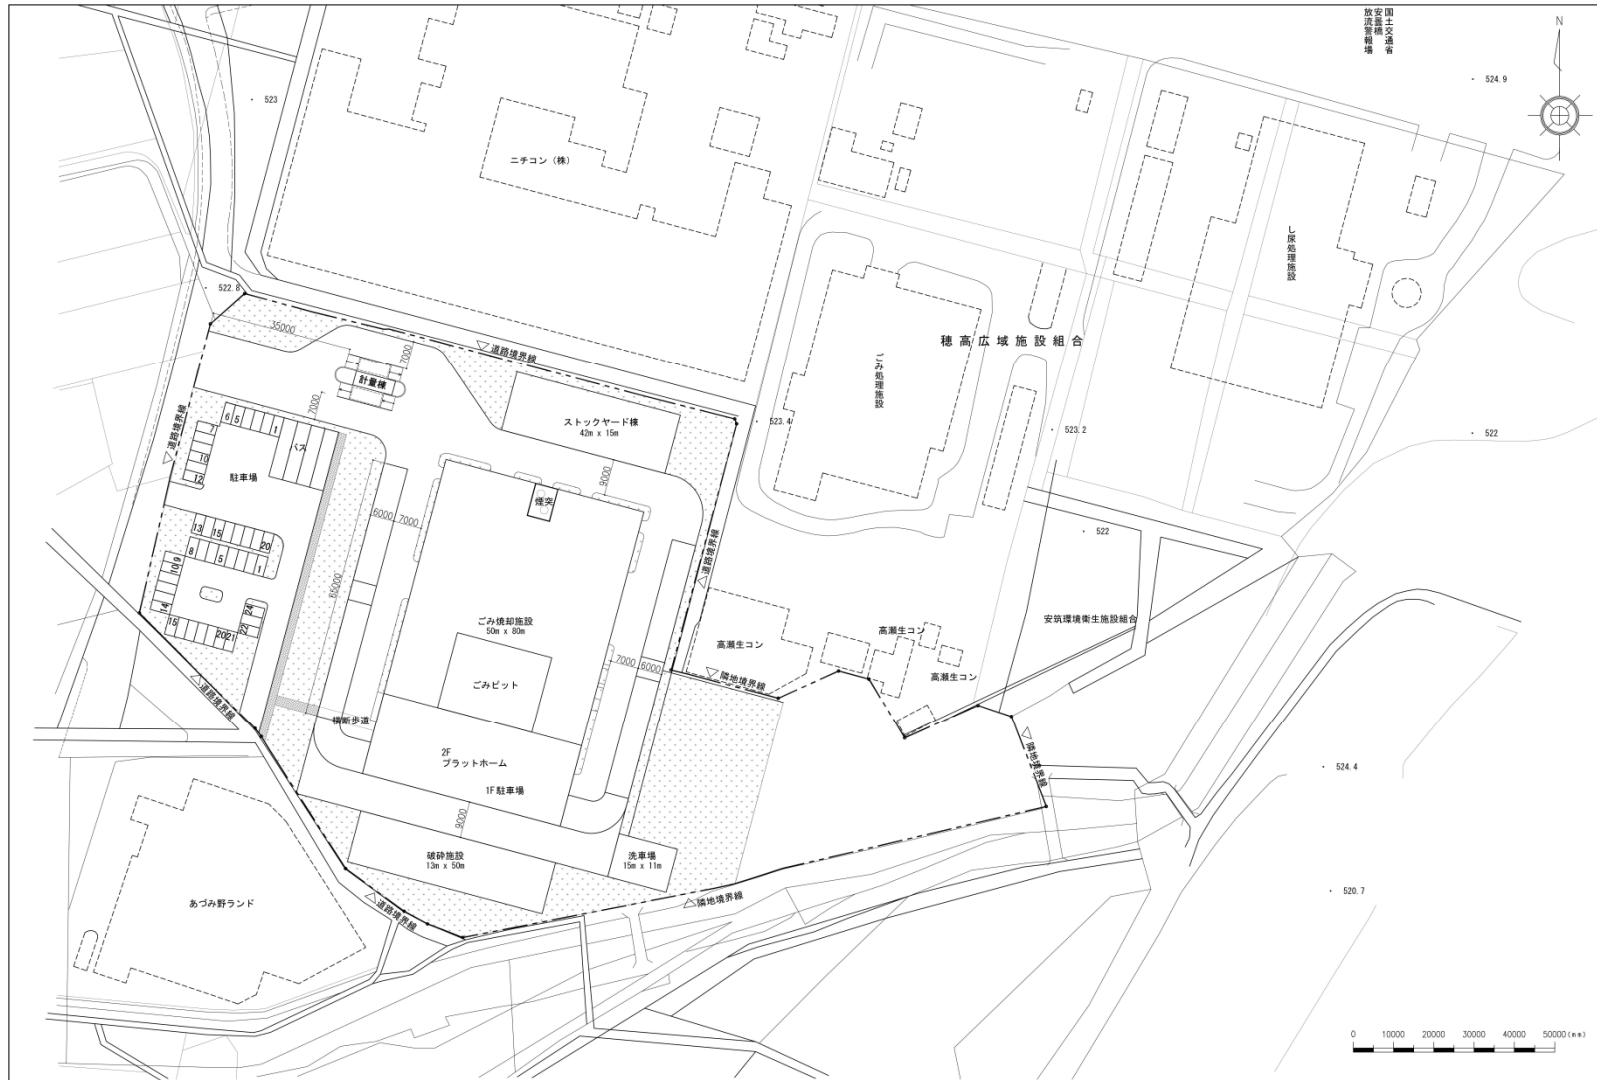 国土交通省
安曇橋
放流警報場
N
524.9
523
ニチコン（株）
し尿処理施設
522.8
35000
道路境界線
7000
計量棟
穂高広域施設組合
ごみ処理施設
道路境界線
7000
6 5 1
バス
7
10
12
駐車場
ストックヤード棟
42m x 15m
523.4
523.2
522
9000
煙突
6000
7000
13 15 20
8 5 1
10 9
14
15 20 21
22 24
65000
道路境界線
522
ごみ焼却施設
50m x 80m
高瀬生コン
高瀬生コン
安筑環境衛生施設組合
7000
6000
ごみピット
隣地境界線
高瀬生コン
道路境界線
横断歩道
2F
プラットホーム
1F 駐車場
隣地境界線
524.4
9000
破砕施設
13m x 50m
洗車場
15m x 11m
520.7
あづみ野ランド
道路境界線
隣地境界線
0 10000 20000 30000 40000 50000 (mm)